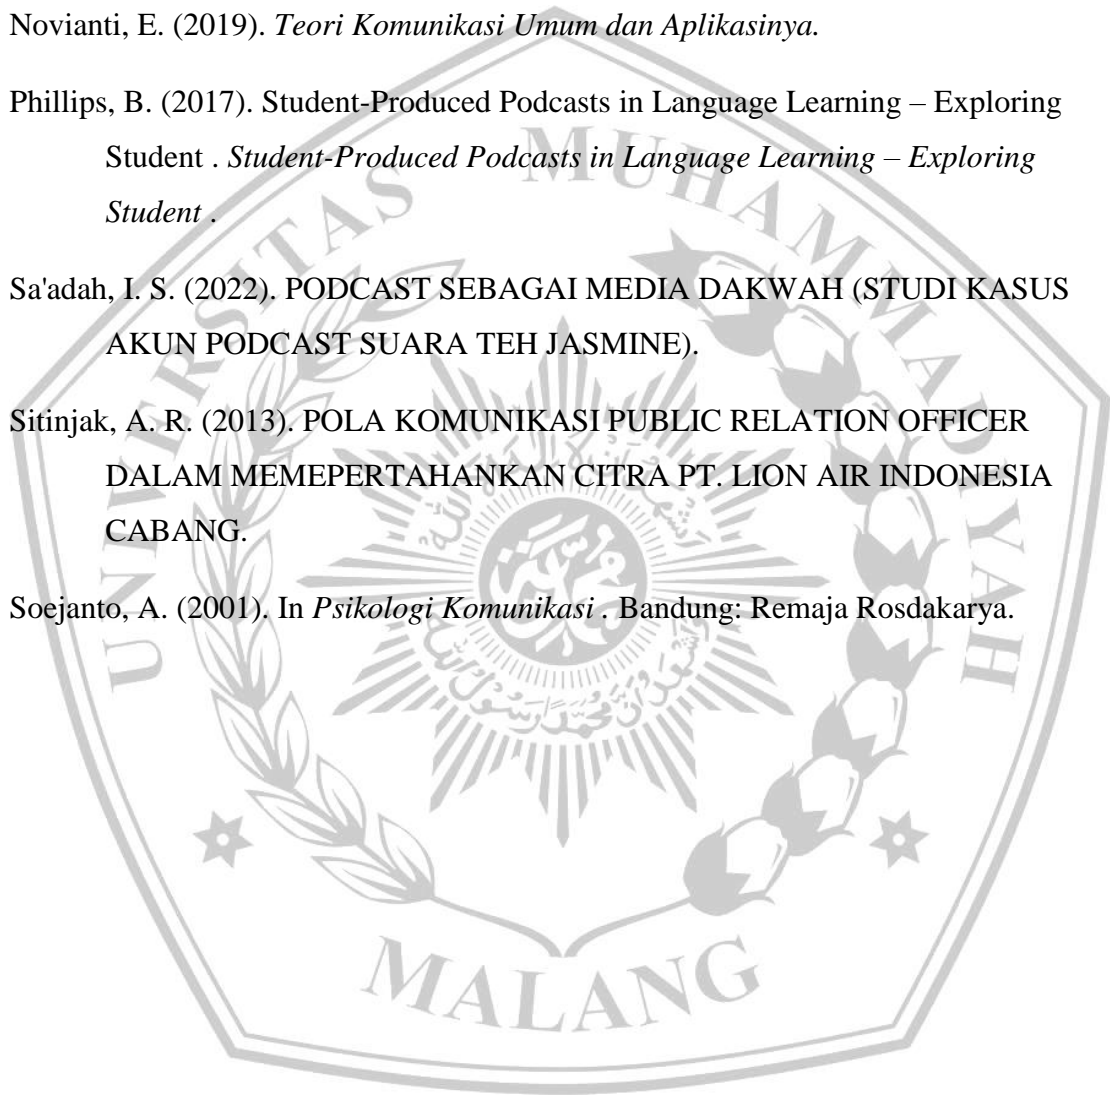 Novianti, E. (2019). Teori Komunikasi Umum dan Aplikasinya.
Phillips, B. (2017). Student-Produced Podcasts in Language Learning – Exploring
Student . Student-Produced Podcasts in Language Learning – Exploring
Student .
Sa'adah, I. S. (2022). PODCAST SEBAGAI MEDIA DAKWAH (STUDI KASUS
AKUN PODCAST SUARA TEH JASMINE).
Sitinjak, A. R. (2013). POLA KOMUNIKASI PUBLIC RELATION OFFICER
DALAM MEMEPERTAHANKAN CITRA PT. LION AIR INDONESIA
CABANG.
Soejanto, A. (2001). In Psikologi Komunikasi . Bandung: Remaja Rosdakarya.
UNIVERSITAS MUHAMMADIYAH
MALANG